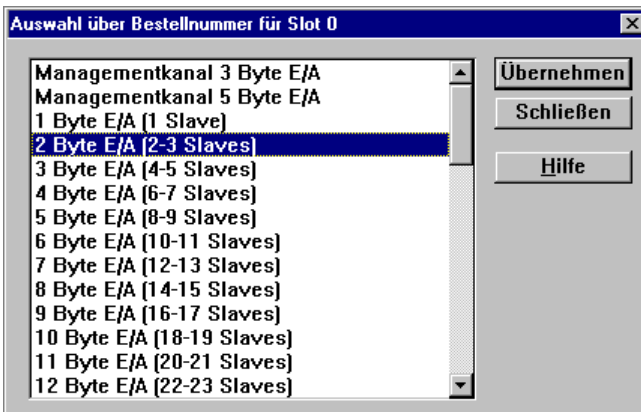 Auswahl über Bestellnummer für Slot 0
Managementkanal 3 Byte E/A
Managementkanal 5 Byte E/A
1 Byte E/A (1 Slave)
2 Byte E/A (2-3 Slaves)
3 Byte E/A (4-5 Slaves)
4 Byte E/A (6-7 Slaves)
5 Byte E/A (8-9 Slaves)
6 Byte E/A (10-11 Slaves)
7 Byte E/A (12-13 Slaves)
8 Byte E/A (14-15 Slaves)
9 Byte E/A (16-17 Slaves)
10 Byte E/A (18-19 Slaves)
11 Byte E/A (20-21 Slaves)
12 Byte E/A (22-23 Slaves)
Übernehmen
Schließen
Hilfe